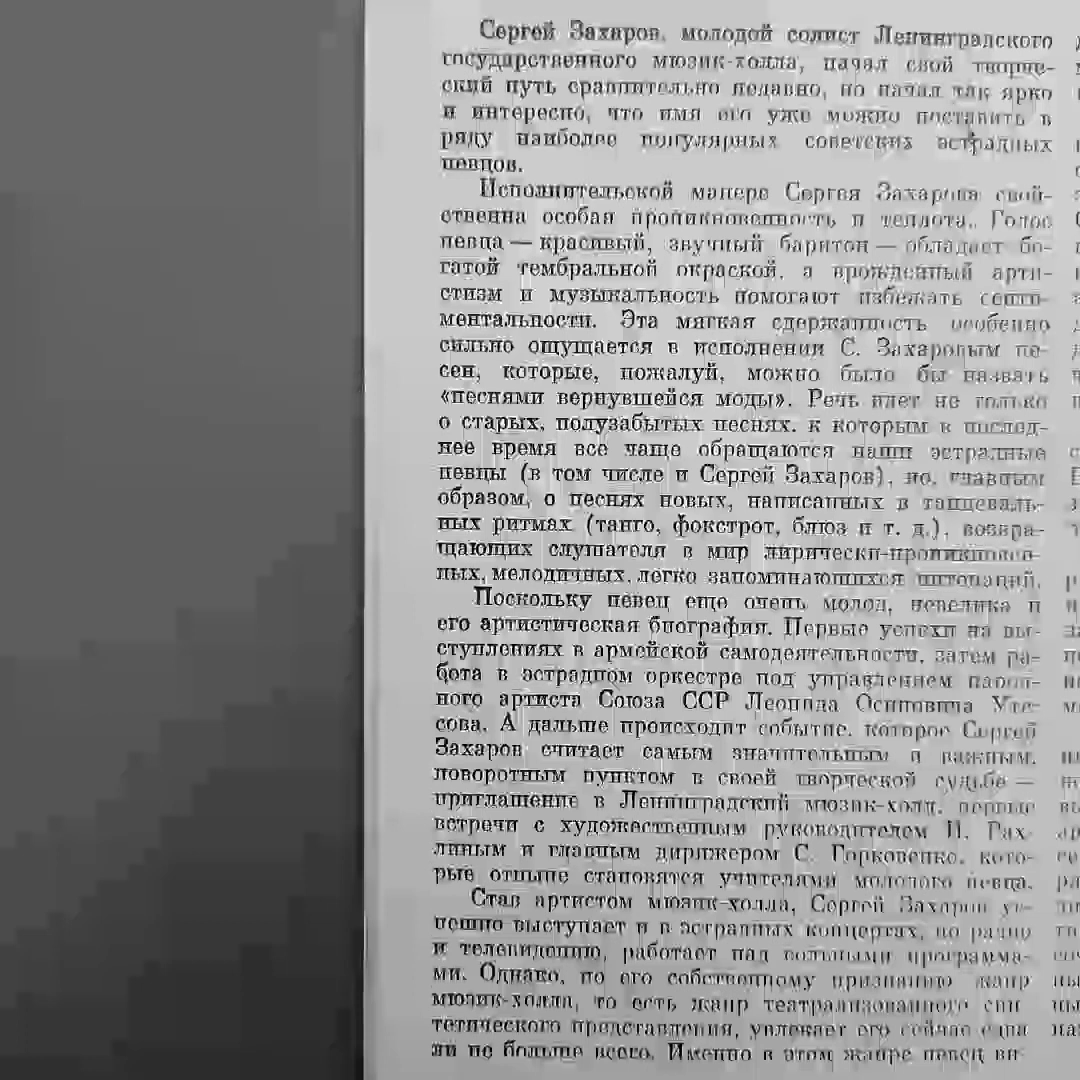 Сергей Захаров, молодой солист Ленинградского
государственного мюзик-холла, начал свой творче-
ский путь сравнительно недавно, но начал так ярко
и интересно, что имя его уже можно поставить в
ряду наиболее популярных советских эстрадных
певцов.
Исполнительской манере Сергея Захарова свой-
ственна особая проникновенность и теплота. Голос
певца — красивый, звучный баритон — обладает бо-
гатой тембральной окраской, а врожденный арти-
стизм и музыкальность помогают избежать сенти-
ментальности. Эта мягкая сдержанность особенно
сильно ощущается в исполнении С. Захаровым пе-
сен, которые, пожалуй, можно было бы назвать
«песнями вернувшейся моды». Речь идет не только
о старых, полузабытых песнях, к которым в послед-
нее время все чаще обращаются наши эстрадные
певцы (в том числе и Сергей Захаров), но, главным
образом, о песнях новых, написанных в танцеваль-
ных ритмах (танго, фокстрот, блюз и т. д.), возвра-
щающих слушателя в мир лирически-проникновен-
ных, мелодичных, легко запоминающихся интонаций.
Поскольку певец еще очень молод, невелика и
его артистическая биография. Первые успехи на вы-
ступлениях в армейской самодеятельности, затем ра-
бота в эстрадном оркестре под управлением народ-
ного артиста Союза ССР Леонида Осиповича Уте-
сова. А дальше происходит событие, которое Сергей
Захаров считает самым значительным и важным,
поворотным пунктом в своей творческой судьбе —
приглашение в Ленинградский мюзик-холл, первые
встречи с художественным руководителем И. Рах-
линым и главным дирижером С. Горковенко, кото-
рые отныне становятся учителями молодого певца.
Став артистом мюзик-холла, Сергей Захаров ус-
пешно выступает и в эстрадных концертах, на радио
и телевидению, работает над сольными программа-
ми. Однако, по его собственному признанию жанр
мюзик-холла, то есть жанр театрализованного син
тетического представления, увлекает его сейчас едва
ли не больше всего. Именно в этом жанре певец ви-